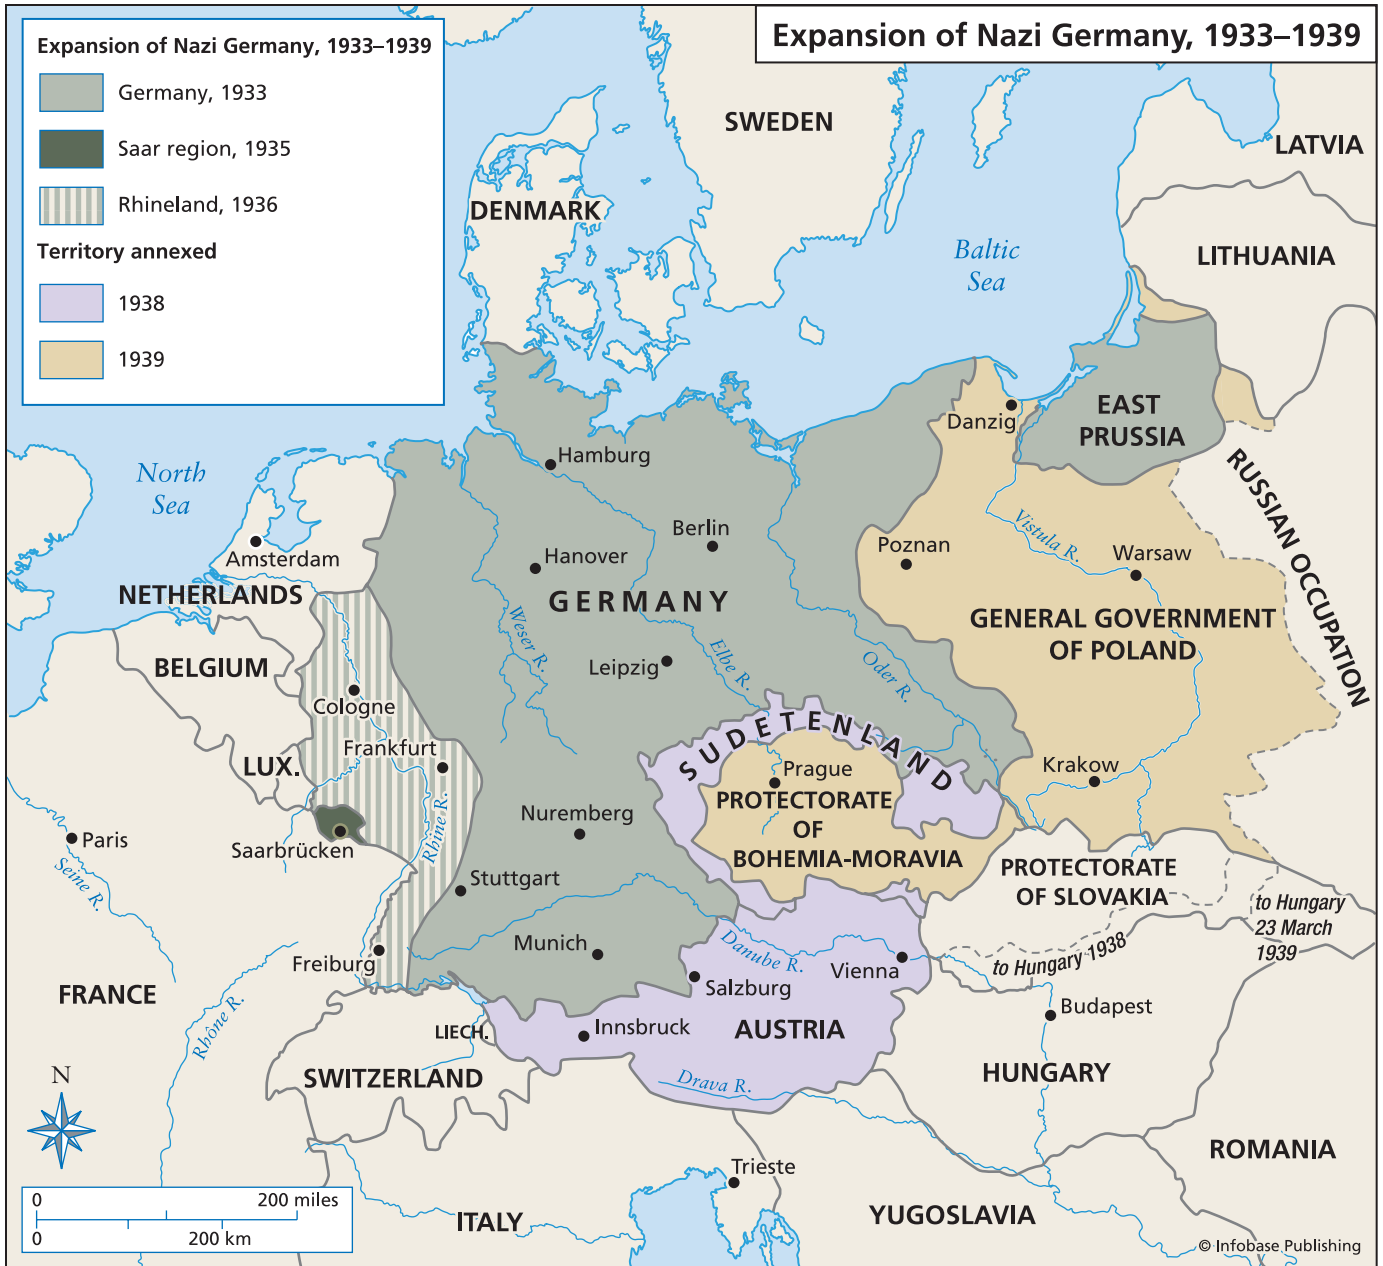 Expansion of Nazi Germany, 1933–1939
Expansion of Nazi Germany, 1933–1939
Germany, 1933
Saar region, 1935
Rhineland, 1936
Territory annexed
1938
1939
SWEDEN
LATVIA
DENMARK
LITHUANIA
Baltic
Sea
EAST
PRUSSIA
Danzig
North
Sea
Hamburg
RUSSIAN OCCUPATION
Berlin
Amsterdam
Hanover
Poznan
Vistula R.
Warsaw
NETHERLANDS
GERMANY
Weser R.
GENERAL GOVERNMENT
OF POLAND
BELGIUM
Leipzig
Elbe R.
Oder R.
Cologne
SUDETENLAND
Frankfurt
LUX.
Prague
Krakow
PROTECTORATE
OF
BOHEMIA-MORAVIA
Nuremberg
Rhine R.
Paris
Saarbrücken
Seine R.
Stuttgart
PROTECTORATE
OF SLOVAKIA
to Hungary
23 March
1939
to Hungary 1938
Munich
Danube R.
Vienna
Freiburg
Salzburg
FRANCE
Rhône R.
Budapest
LIECH.
Innsbruck
AUSTRIA
SWITZERLAND
Drava R.
HUNGARY
N
ROMANIA
Trieste
0 200 miles
0 200 km
ITALY
YUGOSLAVIA
© Infobase Publishing